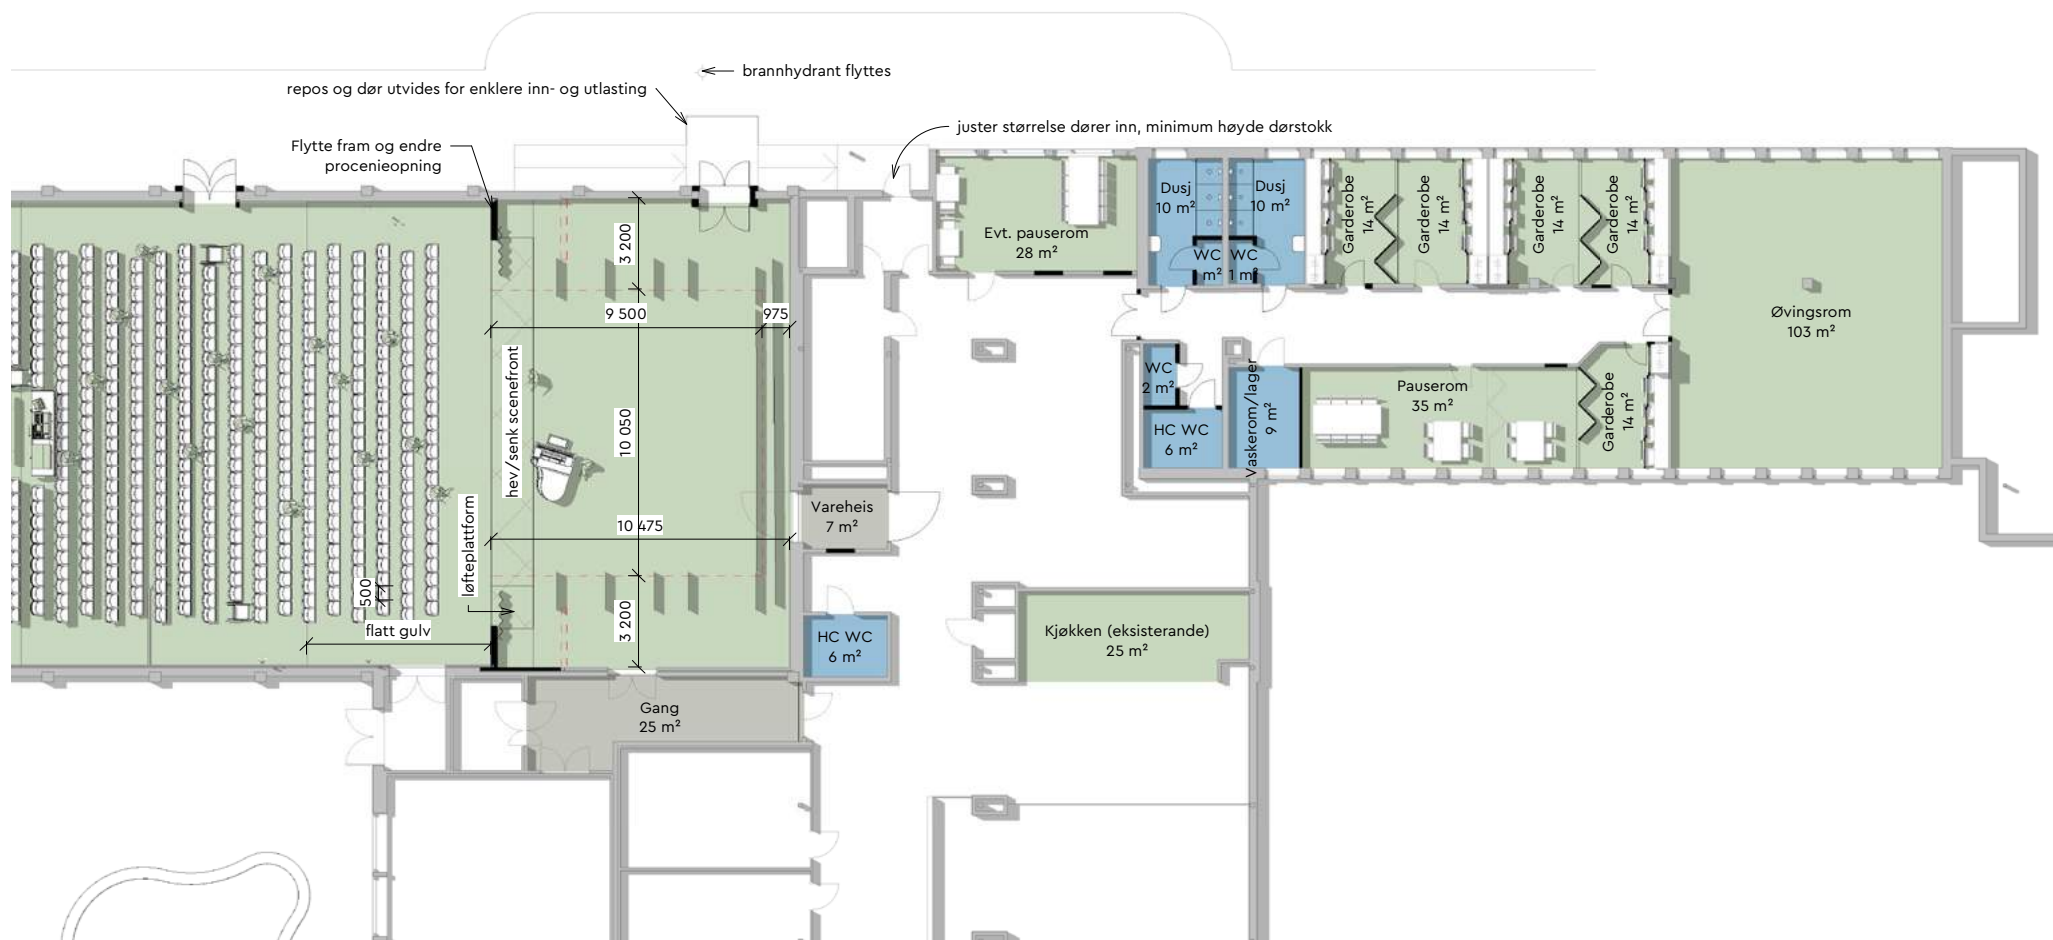 brannhydrant flyttes
repos og dør utvides for enklere inn- og utlasting
juster størrelse dører inn, minimum høyde dørstokk
Flytte fram og endre
procenieopning
Dusj
10 m²
Dusj
10 m²
Garderobe
14 m²
Garderobe
14 m²
Garderobe
14 m²
Garderobe
14 m²
Evt. pauserom
28 m²
WC
m²
WC
1 m²
3 200
9 500
975
Øvingsrom
103 m²
hev/senk scenefront
10 050
WC
2 m²
HC WC
6 m²
Vaskerom/lager
9 m²
Pauserom
35 m²
Garderobe
14 m²
Vareheis
7 m²
10 475
løfteplattform
500
flatt gulv
3 200
HC WC
6 m²
Kjøkken (eksisterande)
25 m²
Gang
25 m²